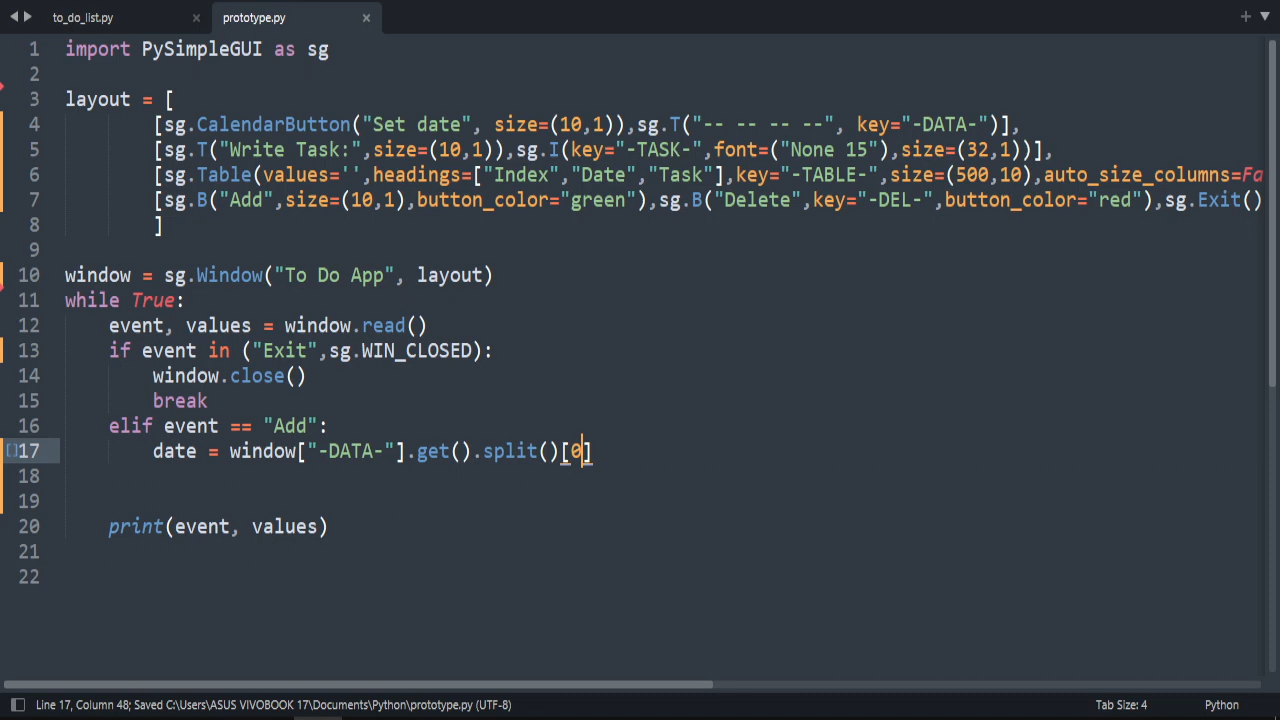 to_do_list.py × prototype.py ×
1 import PySimpleGUI as sg
2
3 layout = [
4 [sg.CalendarButton("Set date", size=(10,1)),sg.T("-- -- -- --", key="-DATA-")],
5 [sg.T("Write Task:",size=(10,1)),sg.I(key="-TASK-",font=("None 15"),size=(32,1))],
6 [sg.Table(values='',headings=["Index","Date","Task"],key="-TABLE-",size=(500,10),auto_size_columns=Fa
7 [sg.B("Add",size=(10,1),button_color="green"),sg.B("Delete",key="-DEL-",button_color="red"),sg.Exit()
8 ]
9
10 window = sg.Window("To Do App", layout)
11 while True:
12 event, values = window.read()
13 if event in ("Exit",sg.WIN_CLOSED):
14 window.close()
15 break
16 elif event == "Add":
17 date = window["-DATA-"].get().split()[0]
18
19
20 print(event, values)
21
22
Line 17, Column 48; Saved C:\Users\ASUS VIVOBOOK 17\Documents\Python\prototype.py (UTF-8) Tab Size: 4 Python